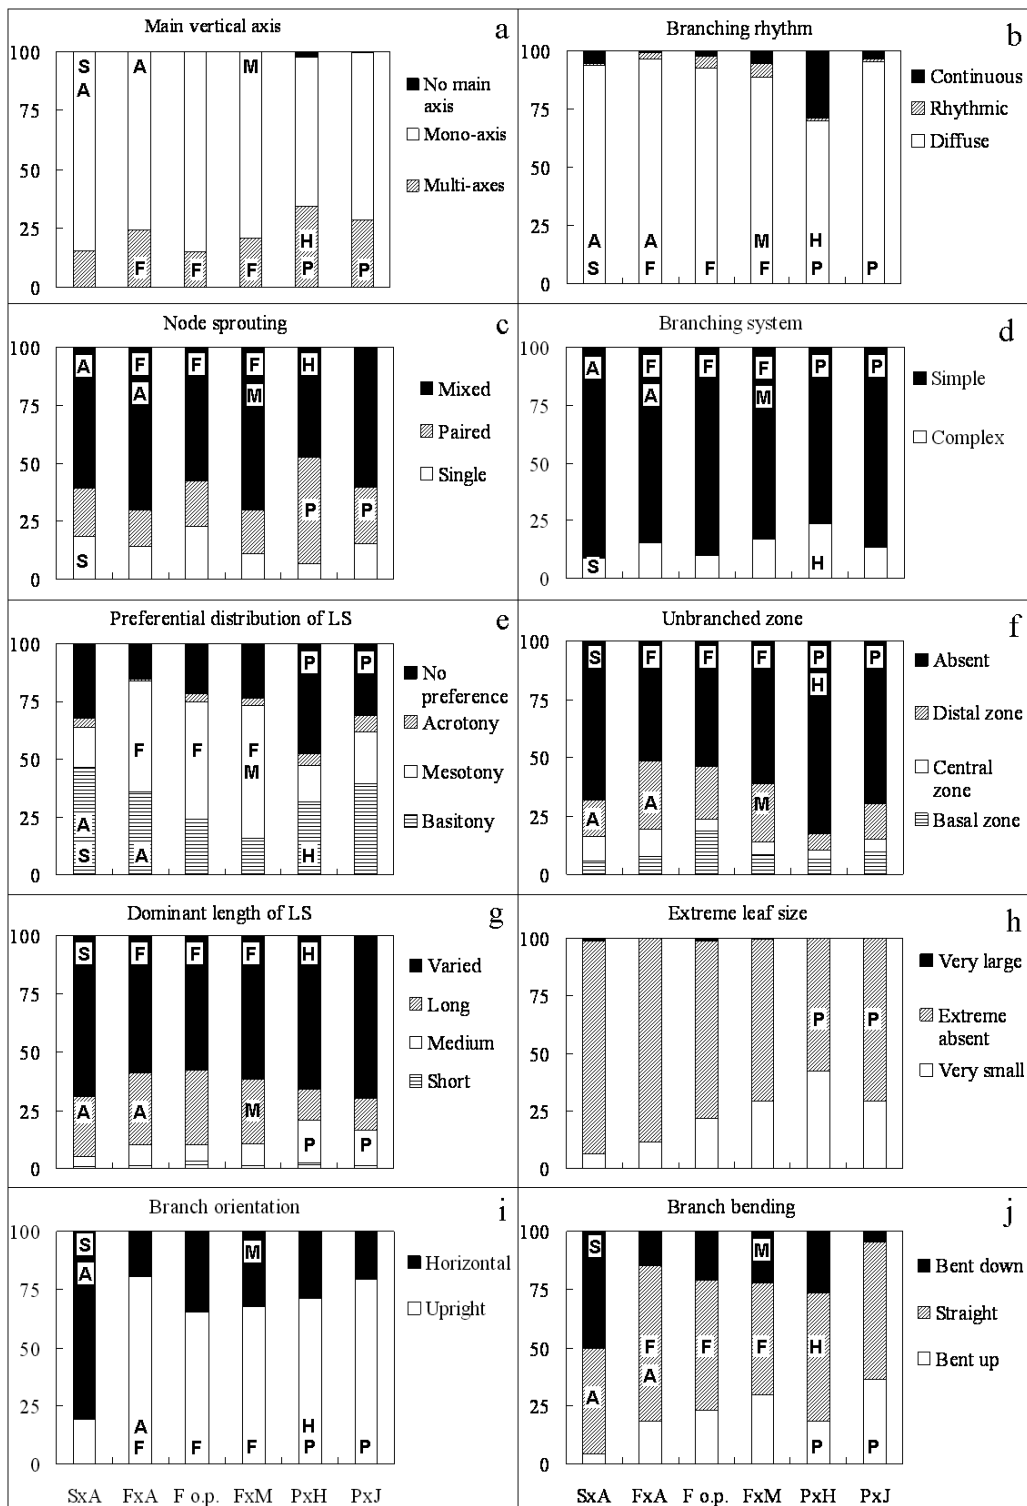 Main vertical axis a
100
75
50
25
0
S A M
A
H
F F F P P
No main
axis
Mono-axis
Multi-axes
Branching rhythm b
100
75
50
25
0
A A M H
S F F F P P
Continuous
Rhythmic
Diffuse
Node sprouting c
100
75
50
25
0
A F F F H
A M
P P
S
Mixed
Paired
Single
Branching system d
100
75
50
25
0
A F F F P P
A M
S H
Simple
Complex
Preferential distribution of LS e
100
75
50
25
0
P P
F F F
M
A
S A H
No
preference
Acrotony
Mesotony
Basitony
Unbranched zone f
100
75
50
25
0
S F F F P P
H
A A M
Absent
Distal zone
Central
zone
Basal zone
Dominant length of LS g
100
75
50
25
0
S F F F H
A A M
P P
Varied
Long
Medium
Short
Extreme leaf size h
100
75
50
25
0
P P
Very large
Extreme
absent
Very small
Branch orientation i
100
75
50
25
0
S M
A
A H
F F F P P
Horizontal
Upright
SxA FxA F o.p. FxM PxH PxJ
Branch bending j
100
75
50
25
0
S M
F F F H
A
A
P P
Bent down
Straight
Bent up
SxA FxA F o.p. FxM PxH PxJ